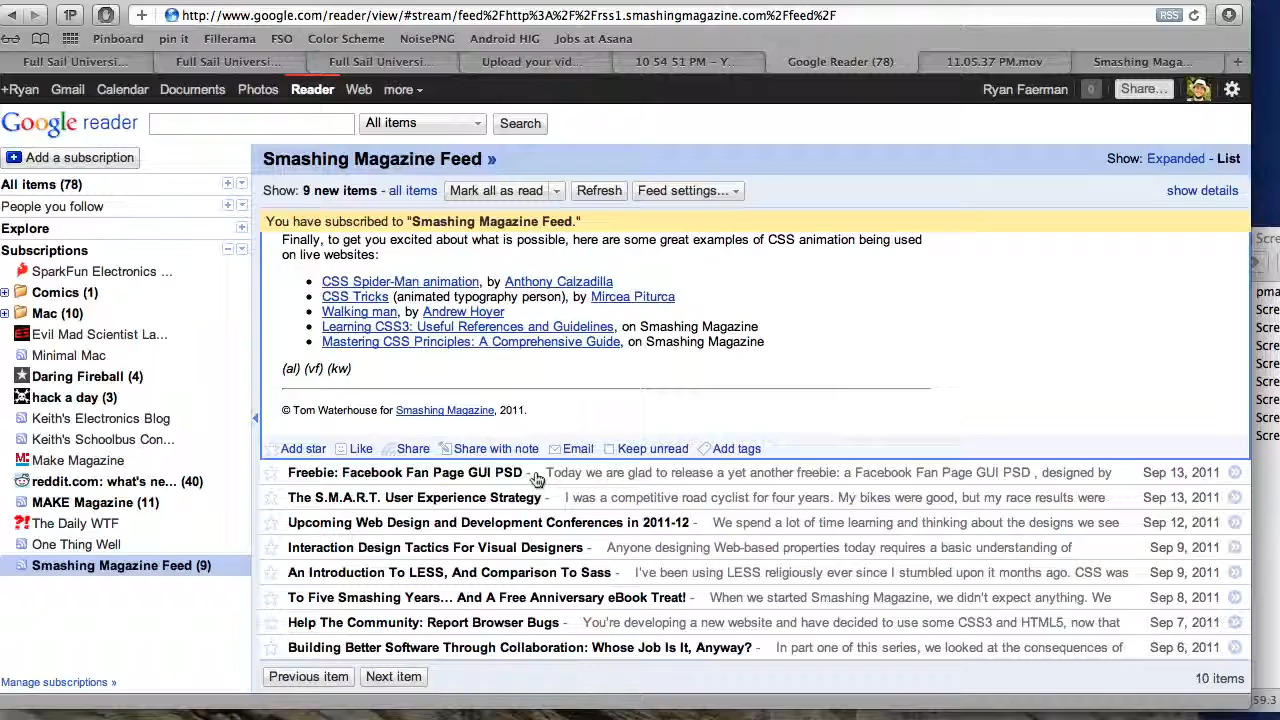 1P http://www.google.com/reader/view/#stream/feed%2Fhttp%3A%2F%2Frss1.smashingmagazine.com%2Ffeed%2F RSS
Pinboard pin it Fillerama FSO Color Scheme NoisePNG Android HIG Jobs at Asana
Full Sail Universi... Full Sail Universi... Full Sail Universi... Upload your vid... 10 54 51 PM – Y... Google Reader (78) 11.05.37 PM.mov Smashing Maga...
+Ryan Gmail Calendar Documents Photos Reader Web more Ryan Faerman 0 Share...
Google reader All items Search
Add a subscription
Smashing Magazine Feed »
Show: Expanded - List
All items (78)
People you follow
Explore
Subscriptions
SparkFun Electronics ...
Comics (1)
Mac (10)
Evil Mad Scientist La...
Minimal Mac
Daring Fireball (4)
hack a day (3)
Keith's Electronics Blog
Keith's Schoolbus Con...
Make Magazine
reddit.com: what's ne... (40)
MAKE Magazine (11)
The Daily WTF
One Thing Well
Smashing Magazine Feed (9)
Manage subscriptions »
Show: 9 new items - all items Mark all as read Refresh Feed settings... show details
You have subscribed to "Smashing Magazine Feed."
Finally, to get you excited about what is possible, here are some great examples of CSS animation being used
on live websites:
• CSS Spider-Man animation, by Anthony Calzadilla
• CSS Tricks (animated typography person), by Mircea Piturca
• Walking man, by Andrew Hoyer
• Learning CSS3: Useful References and Guidelines, on Smashing Magazine
• Mastering CSS Principles: A Comprehensive Guide, on Smashing Magazine
(al) (vf) (kw)
© Tom Waterhouse for Smashing Magazine, 2011.
Add star Like Share Share with note Email Keep unread Add tags
Freebie: Facebook Fan Page GUI PSD - Today we are glad to release a yet another freebie: a Facebook Fan Page GUI PSD , designed by Sep 13, 2011
The S.M.A.R.T. User Experience Strategy - I was a competitive road cyclist for four years. My bikes were good, but my race results were Sep 13, 2011
Upcoming Web Design and Development Conferences in 2011-12 - We spend a lot of time learning and thinking about the designs we see Sep 12, 2011
Interaction Design Tactics For Visual Designers - Anyone designing Web-based properties today requires a basic understanding of Sep 9, 2011
An Introduction To LESS, And Comparison To Sass - I've been using LESS religiously ever since I stumbled upon it months ago. CSS was Sep 9, 2011
To Five Smashing Years... And A Free Anniversary eBook Treat! - When we started Smashing Magazine, we didn't expect anything. We Sep 8, 2011
Help The Community: Report Browser Bugs - You're developing a new website and have decided to use some CSS3 and HTML5, now that Sep 7, 2011
Building Better Software Through Collaboration: Whose Job Is It, Anyway? - In part one of this series, we looked at the consequences of Sep 6, 2011
Previous item Next item 10 items
Scre
pma
Scre
Scre
Scre
Scre
Scre
Scre
Scre
Scre
59:3